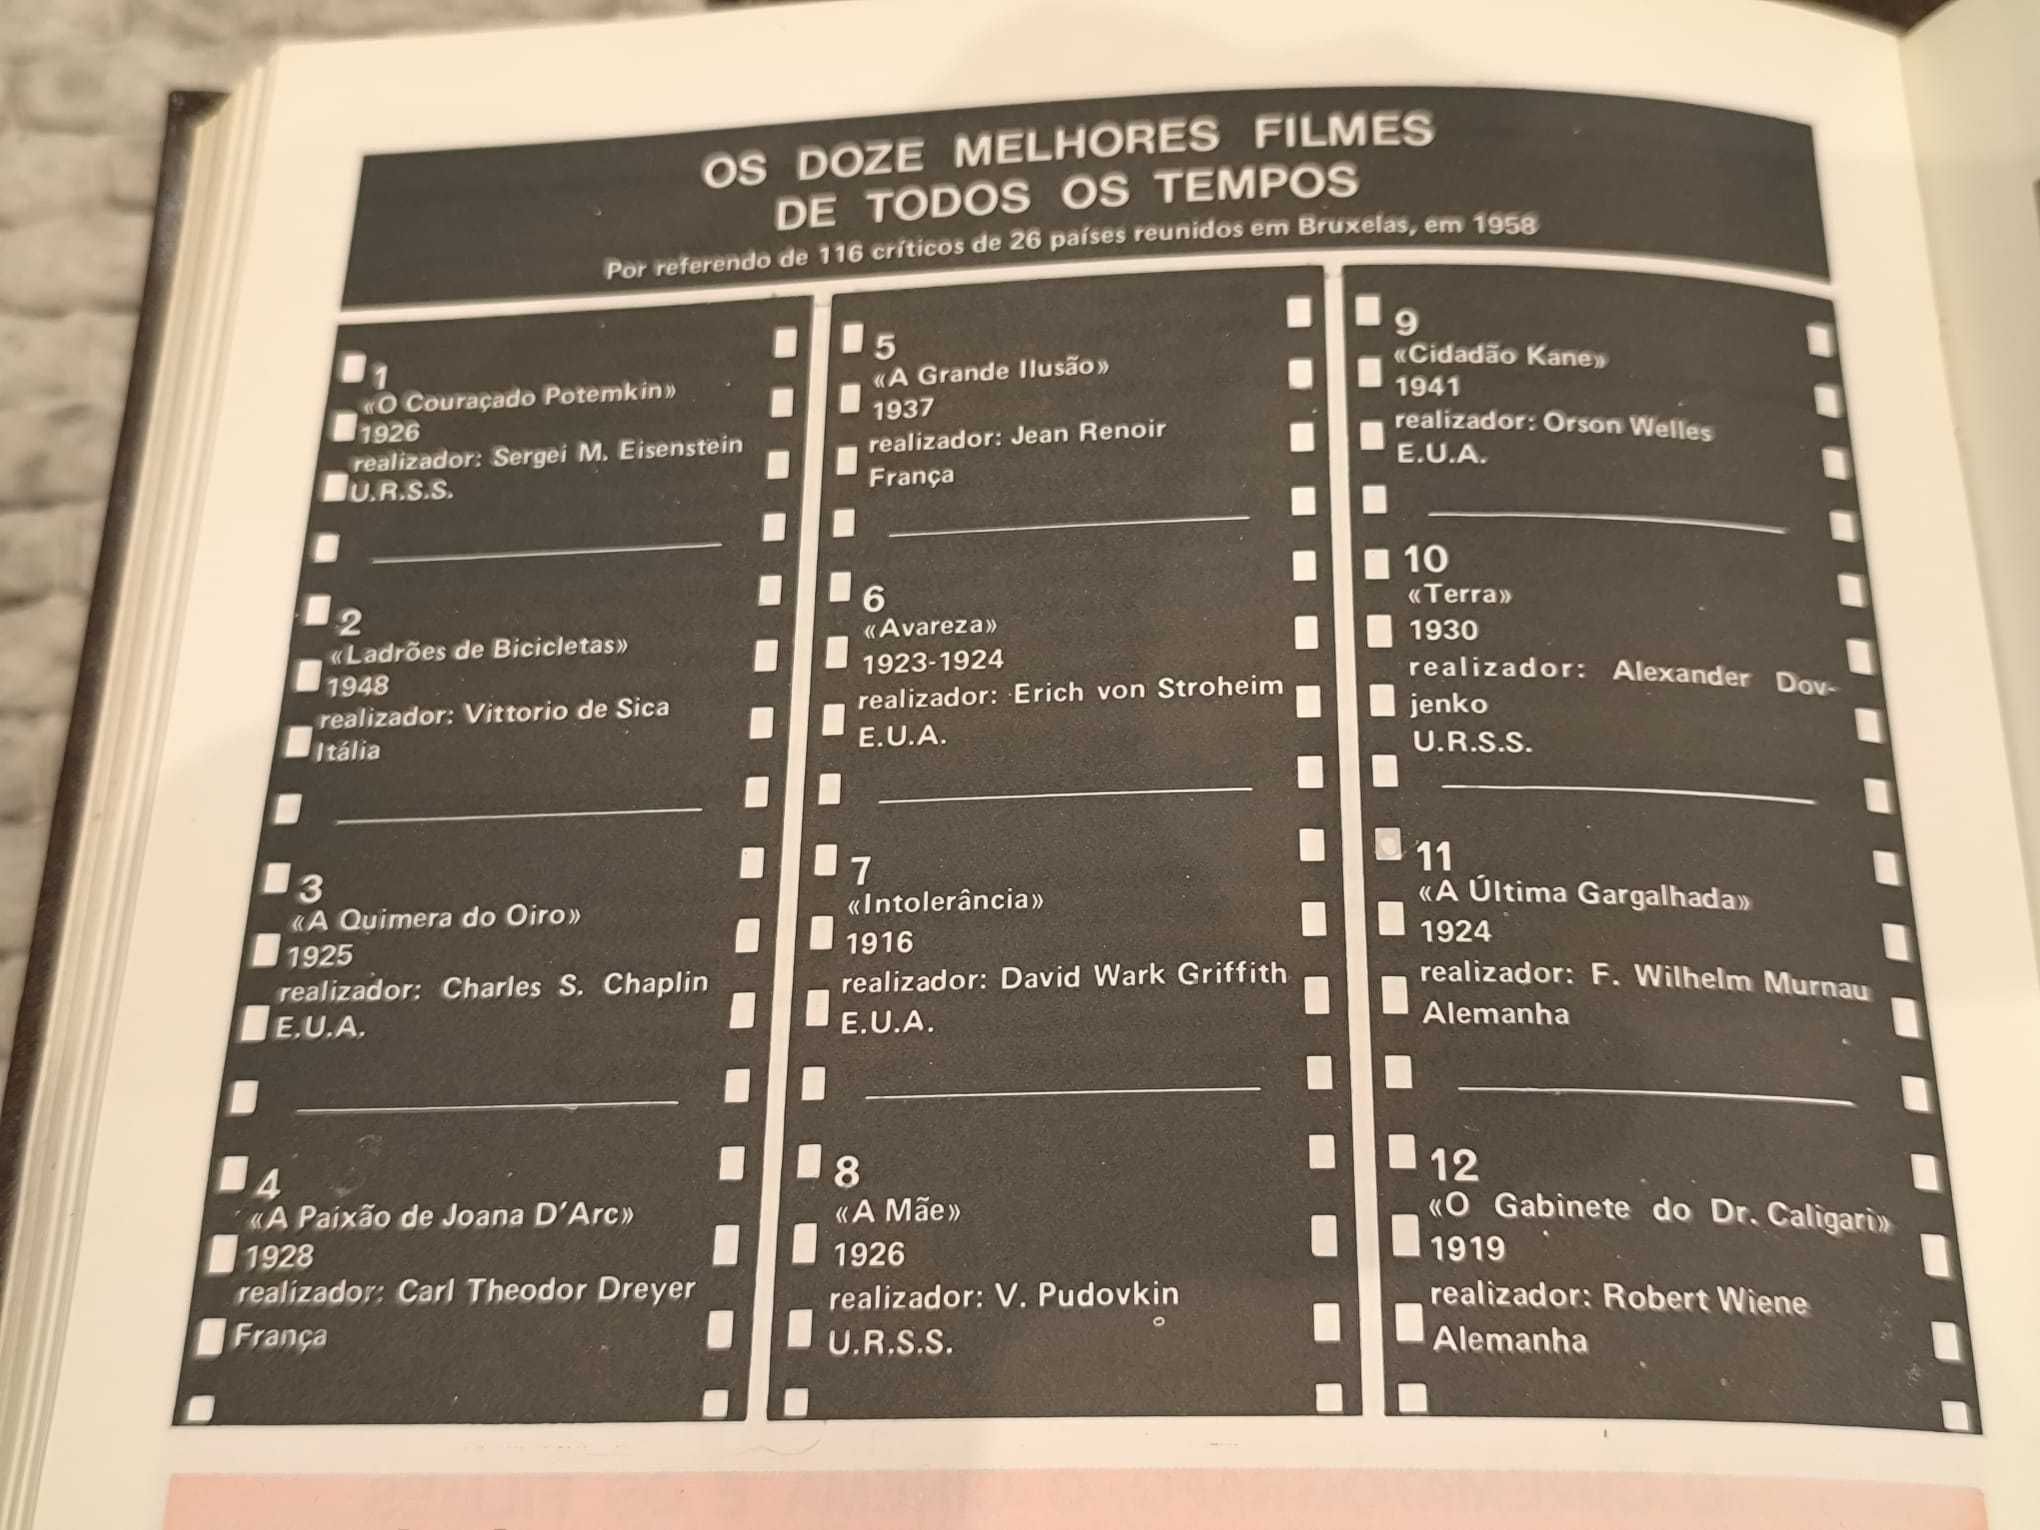 OS DOZE MELHORES FILMES
DE TODOS OS TEMPOS
Por referendo de 116 críticos de 26 países reunidos em Bruxelas, em 1958
1
«O Couraçado Potemkin»
1926
realizador: Sergei M. Eisenstein
U.R.S.S.
2
«Ladrões de Bicicletas»
1948
realizador: Vittorio de Sica
Itália
3
«A Quimera do Oiro»
1925
realizador: Charles S. Chaplin
E.U.A.
4
«A Paixão de Joana D'Arc»
1928
realizador: Carl Theodor Dreyer
França
5
«A Grande Ilusão»
1937
realizador: Jean Renoir
França
6
«Avareza»
1923-1924
realizador: Erich von Stroheim
E.U.A.
7
«Intolerância»
1916
realizador: David Wark Griffith
E.U.A.
8
«A Mãe»
1926
realizador: V. Pudovkin
U.R.S.S.
9
«Cidadão Kane»
1941
realizador: Orson Welles
E.U.A.
10
«Terra»
1930
realizador: Alexander Dov-
jenko
U.R.S.S.
11
«A Última Gargalhada»
1924
realizador: F. Wilhelm Murnau
Alemanha
12
«O Gabinete do Dr. Caligari»
1919
realizador: Robert Wiene
Alemanha